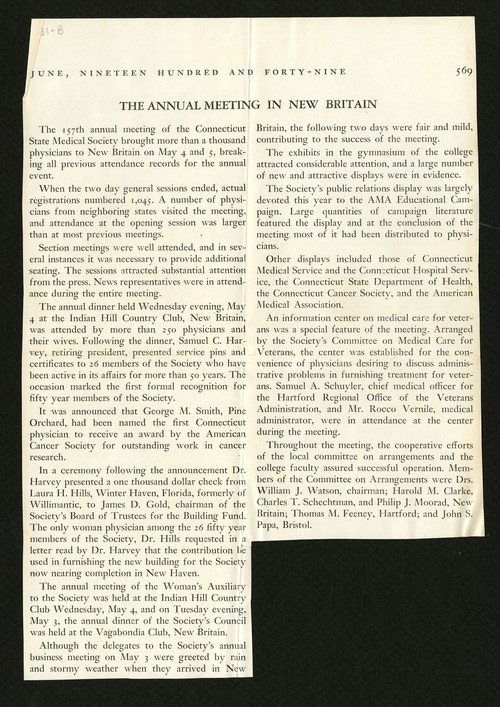 61-B
JUNE, NINETEEN HUNDRED AND FORTY-NINE 569
THE ANNUAL MEETING IN NEW BRITAIN
The 157th annual meeting of the Connecticut
State Medical Society brought more than a thousand
physicians to New Britain on May 4 and 5, break-
ing all previous attendance records for the annual
event.
When the two day general sessions ended, actual
registrations numbered 1,045. A number of physi-
cians from neighboring states visited the meeting,
and attendance at the opening session was larger
than at most previous meetings.
Section meetings were well attended, and in sev-
eral instances it was necessary to provide additional
seating. The sessions attracted substantial attention
from the press. News representatives were in attend-
ance during the entire meeting.
The annual dinner held Wednesday evening, May
4 at the Indian Hill Country Club, New Britain,
was attended by more than 250 physicians and
their wives. Following the dinner, Samuel C. Har-
vey, retiring president, presented service pins and
certificates to 26 members of the Society who have
been active in its affairs for more than 50 years. The
occasion marked the first formal recognition for
fifty year members of the Society.
It was announced that George M. Smith, Pine
Orchard, had been named the first Connecticut
physician to receive an award by the American
Cancer Society for outstanding work in cancer
research.
In a ceremony following the announcement Dr.
Harvey presented a one thousand dollar check from
Laura H. Hills, Winter Haven, Florida, formerly of
Willimantic, to James D. Gold, chairman of the
Society's Board of Trustees for the Building Fund.
The only woman physician among the 26 fifty year
members of the Society, Dr. Hills requested in a
letter read by Dr. Harvey that the contribution be
used in furnishing the new building for the Society
now nearing completion in New Haven.
The annual meeting of the Woman's Auxiliary
to the Society was held at the Indian Hill Country
Club Wednesday, May 4, and on Tuesday evening,
May 3, the annual dinner of the Society's Council
was held at the Vagabondia Club, New Britain.
Although the delegates to the Society's annual
business meeting on May 3 were greeted by rain
and stormy weather when they arrived in New
Britain, the following two days were fair and mild,
contributing to the success of the meeting.
The exhibits in the gymnasium of the college
attracted considerable attention, and a large number
of new and attractive displays were in evidence.
The Society's public relations display was largely
devoted this year to the AMA Educational Cam-
paign. Large quantities of campaign literature
featured the display and at the conclusion of the
meeting most of it had been distributed to physi-
cians.
Other displays included those of Connecticut
Medical Service and the Connecticut Hospital Serv-
ice, the Connecticut State Department of Health,
the Connecticut Cancer Society, and the American
Medical Association.
An information center on medical care for veter-
ans was a special feature of the meeting. Arranged
by the Society's Committee on Medical Care for
Veterans, the center was established for the con-
venience of physicians desiring to discuss adminis-
trative problems in furnishing treatment for veter-
ans. Samuel A. Schuyler, chief medical officer for
the Hartford Regional Office of the Veterans
Administration, and Mr. Rocco Vernile, medical
administrator, were in attendance at the center
during the meeting.
Throughout the meeting, the cooperative efforts
of the local committee on arrangements and the
college faculty assured successful operation. Mem-
bers of the Committee on Arrangements were Drs.
William J. Watson, chairman; Harold M. Clarke,
Charles T. Schechtman, and Philip J. Moorad, New
Britain; Thomas M. Feeney, Hartford; and John S.
Papa, Bristol.